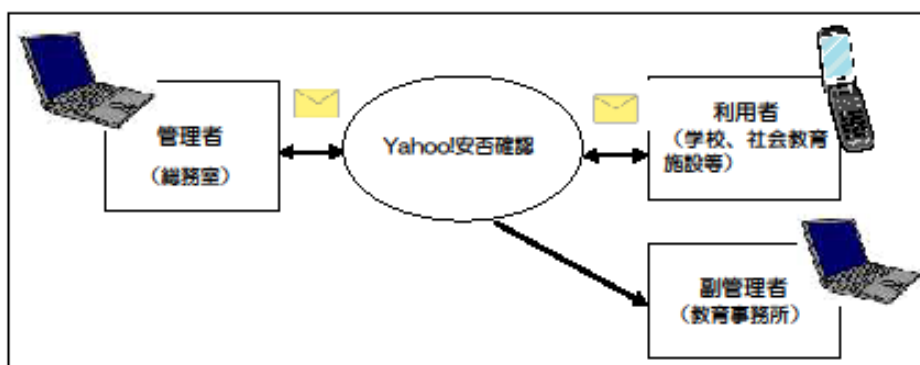 管理者
（総務室）
Yahoo!安否確認
利用者
（学校、社会教育
施設等）
副管理者
（教育事務所）